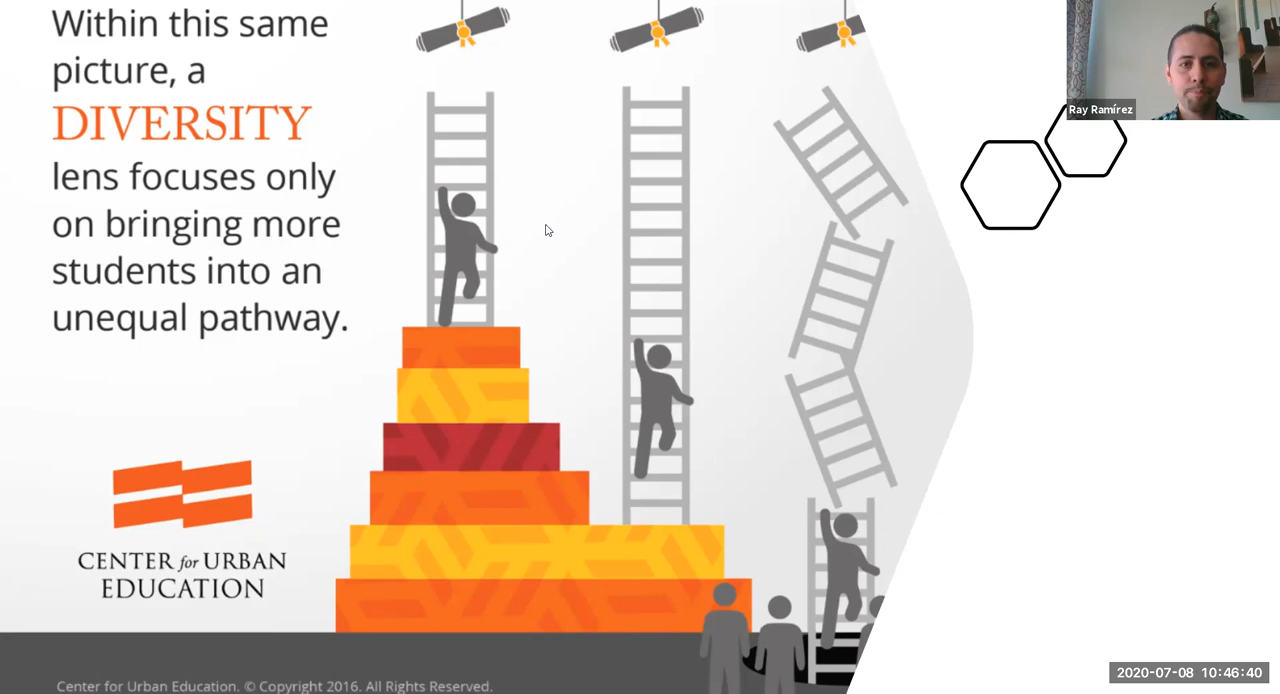 Within this same
picture, a
DIVERSITY
lens focuses only
on bringing more
students into an
unequal pathway.
CENTER for URBAN
EDUCATION
Center for Urban Education. © Copyright 2016. All Rights Reserved.
Ray Ramírez
2020-07-08 10:46:40